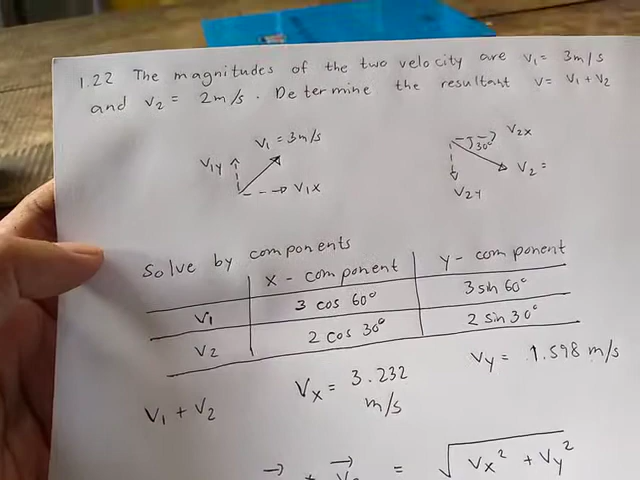 1.22 The magnitudes of the two velocity are v₁ = 3m/s
and v₂ = 2m/s. Determine the resultant v = v₁ + v₂
V₁ = 3m/s
V₁Y
V₁X
30°
V₂X
V₂ =
V₂Y
Solve by components
X - component Y - component
V₁ 3 cos 60° 3 sin 60°
V₂ 2 cos 30° 2 sin 30°
V₁ + V₂ Vx = 3.232 m/s Vy = 1.598 m/s
= √Vx² + Vy²